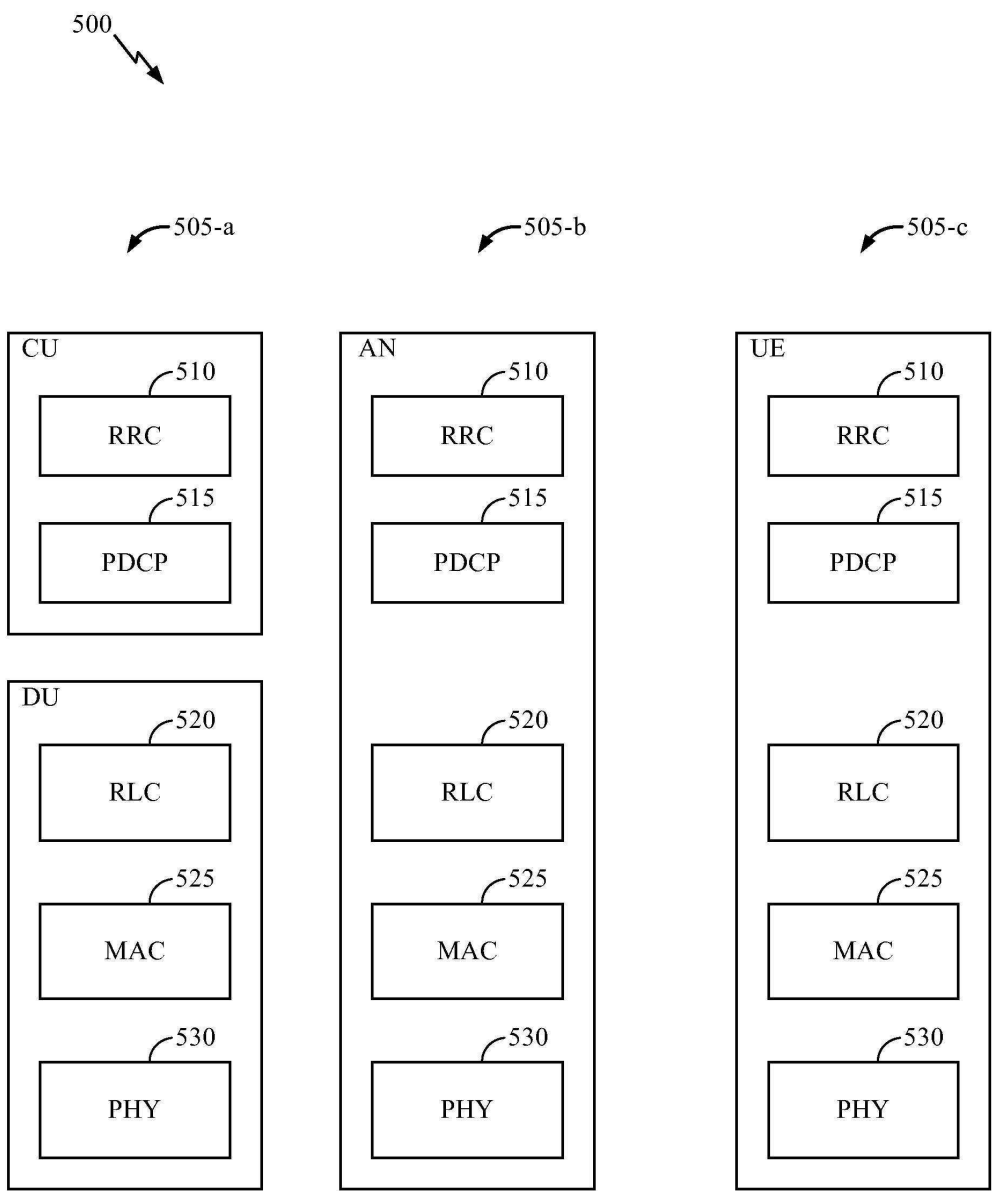 500
505-a 505-b 505-c
CU AN UE
510 510 510
RRC RRC RRC
515 515 515
PDCP PDCP PDCP
DU
520 520 520
RLC RLC RLC
525 525 525
MAC MAC MAC
530 530 530
PHY PHY PHY